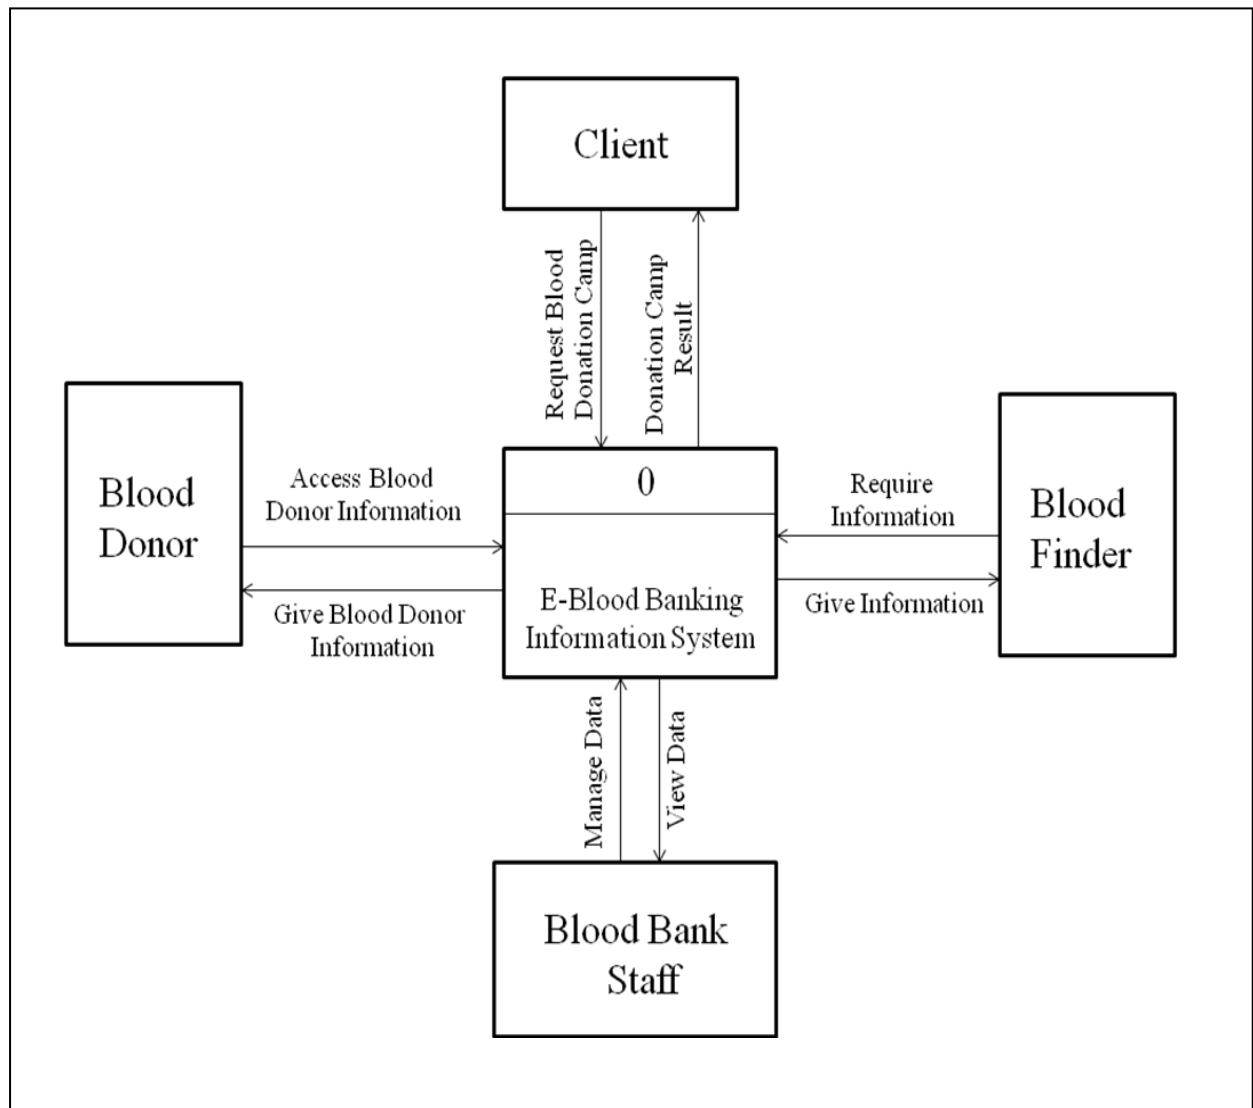 Client
Request Blood
Donation Camp
Donation Camp
Result
Blood
Donor
Access Blood
Donor Information
Give Blood Donor
Information
0
E-Blood Banking
Information System
Require
Information
Give Information
Blood
Finder
Manage Data
View Data
Blood Bank
Staff